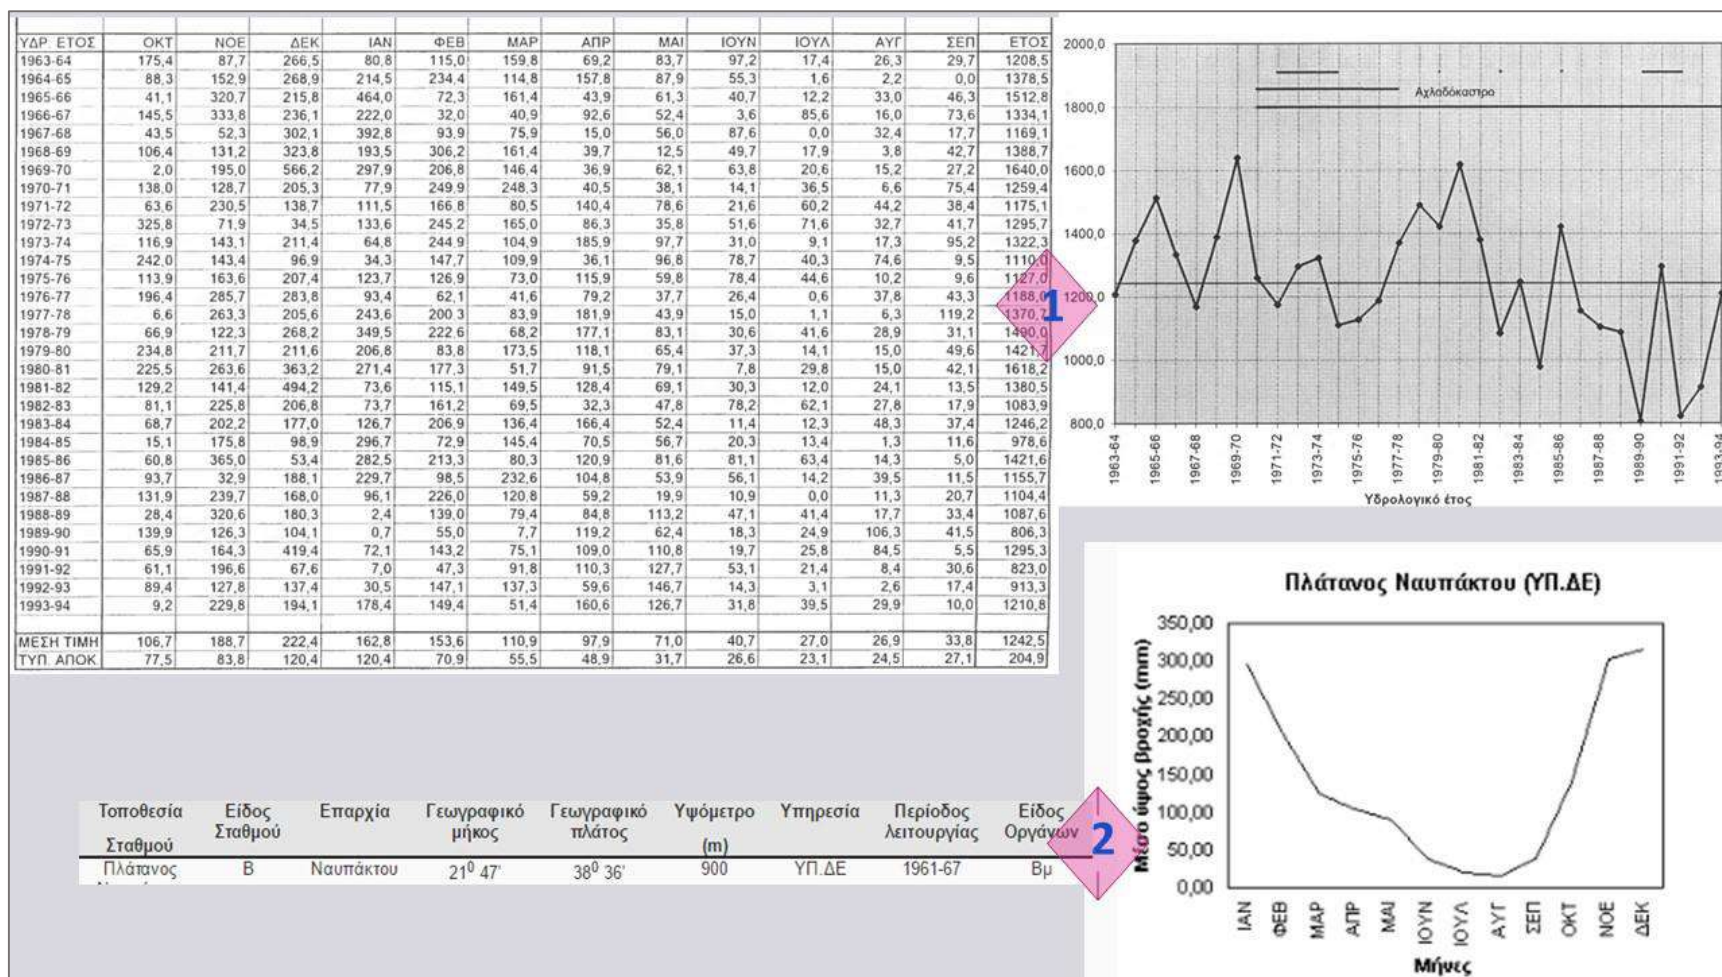 ΥΔΡ. ΕΤΟΣ ΟΚΤ ΝΟΕ ΔΕΚ ΙΑΝ ΦΕΒ ΜΑΡ ΑΠΡ ΜΑΙ ΙΟΥΝ ΙΟΥΛ ΑΥΓ ΣΕΠ ΕΤΟΣ
1963-64 175,4 87,7 266,5 80,8 115,0 159,8 69,2 83,7 97,2 17,4 26,3 29,7 1208,5
1964-65 88,3 152,9 268,9 214,5 234,4 114,8 157,8 87,9 55,3 1,6 2,2 0,0 1378,5
1965-66 41,1 320,7 215,8 464,0 72,3 161,4 43,9 61,3 40,7 12,2 33,0 46,3 1512,8
1966-67 145,5 333,8 236,1 222,0 32,0 40,9 92,6 52,4 3,6 85,6 16,0 73,6 1334,1
1967-68 43,5 52,3 302,1 392,8 93,9 75,9 15,0 56,0 87,6 0,0 32,4 17,7 1169,1
1968-69 106,4 131,2 323,8 193,5 306,2 161,4 39,7 12,5 49,7 17,9 3,8 42,7 1388,7
1969-70 2,0 195,0 566,2 297,9 206,8 146,4 36,9 62,1 63,8 20,6 15,2 27,2 1640,0
1970-71 138,0 128,7 205,3 77,9 249,9 248,3 40,5 38,1 14,1 36,5 6,6 75,4 1259,4
1971-72 63,6 230,5 138,7 111,5 166,8 80,5 140,4 78,6 21,6 60,2 44,2 38,4 1175,1
1972-73 325,8 71,9 34,5 133,6 245,2 165,0 86,3 35,8 51,6 71,6 32,7 41,7 1295,7
1973-74 116,9 143,1 211,4 64,8 244,9 104,9 185,9 97,7 31,0 9,1 17,3 95,2 1322,3
1974-75 242,0 143,4 96,9 34,3 147,7 109,9 36,1 96,8 78,7 40,3 74,6 9,5 1110,0
1975-76 113,9 163,6 207,4 123,7 126,9 73,0 115,9 59,8 78,4 44,6 10,2 9,6 1127,0
1976-77 196,4 285,7 283,8 93,4 62,1 41,6 79,2 37,7 26,4 0,6 37,8 43,3 1188,0
1977-78 6,6 263,3 205,6 243,6 200,3 83,9 181,9 43,9 15,0 1,1 6,3 119,2 1370,7
1978-79 66,9 122,3 268,2 349,5 222,6 68,2 177,1 83,1 30,6 41,6 28,9 31,1 1490,0
1979-80 234,8 211,7 211,6 206,8 83,8 173,5 118,1 65,4 37,3 14,1 15,0 49,6 1421,7
1980-81 225,5 263,6 363,2 271,4 177,3 51,7 91,5 79,1 7,8 29,8 15,0 42,1 1618,2
1981-82 129,2 141,4 494,2 73,6 115,1 149,5 128,4 69,1 30,3 12,0 24,1 13,5 1380,5
1982-83 81,1 225,8 206,8 73,7 161,2 69,5 32,3 47,8 78,2 62,1 27,8 17,9 1083,9
1983-84 68,7 202,2 177,0 126,7 206,9 136,4 166,4 52,4 11,4 12,3 48,3 37,4 1246,2
1984-85 15,1 175,8 98,9 296,7 72,9 145,4 70,5 56,7 20,3 13,4 1,3 11,6 978,6
1985-86 60,8 365,0 53,4 282,5 213,3 80,3 120,9 81,6 81,1 63,4 14,3 5,0 1421,6
1986-87 93,7 32,9 188,1 229,7 98,5 232,6 104,8 53,9 56,1 14,2 39,5 11,5 1155,7
1987-88 131,9 239,7 168,0 96,1 226,0 120,8 59,2 19,9 10,9 0,0 11,3 20,7 1104,4
1988-89 28,4 320,6 180,3 2,4 139,0 79,4 84,8 113,2 47,1 41,4 17,7 33,4 1087,6
1989-90 139,9 126,3 104,1 0,7 55,0 7,7 119,2 62,4 18,3 24,9 106,3 41,5 806,3
1990-91 65,9 164,3 419,4 72,1 143,2 75,1 109,0 110,8 19,7 25,8 84,5 5,5 1295,3
1991-92 61,1 196,6 67,6 7,0 47,3 91,8 110,3 127,7 53,1 21,4 8,4 30,6 823,0
1992-93 89,4 127,8 137,4 30,5 147,1 137,3 59,6 146,7 14,3 3,1 2,6 17,4 913,3
1993-94 9,2 229,8 194,1 178,4 149,4 51,4 160,6 126,7 31,8 39,5 29,9 10,0 1210,8
ΜΕΣΗ ΤΙΜΗ 106,7 188,7 222,4 162,8 153,6 110,9 97,9 71,0 40,7 27,0 26,9 33,8 1242,5
ΤΥΠ. ΑΠΟΚ. 77,5 83,8 120,4 120,4 70,9 55,5 48,9 31,7 26,6 23,1 24,5 27,1 204,9
1
2000,0
1800,0
1600,0
1400,0
1200,0
1000,0
800,0
Αχλαδόκαστρο
1963-64 1965-66 1967-68 1969-70 1971-72 1973-74 1975-76 1977-78 1979-80 1981-82 1983-84 1985-86 1987-88 1989-90 1991-92 1993-94
Υδρολογικό έτος
Τοποθεσία Είδος Επαρχία Γεωγραφικό Γεωγραφικό Υψόμετρο Υπηρεσία Περίοδος Είδος
Σταθμού μήκος πλάτος λειτουργίας Οργάνων
Σταθμού (m)
Πλάτανος Β Ναυπάκτου 21⁰ 47' 38⁰ 36' 900 ΥΠ.ΔΕ 1961-67 Βμ
2
Πλάτανος Ναυπάκτου (ΥΠ.ΔΕ)
Μέσο ύψος βροχής (mm)
350,00
300,00
250,00
200,00
150,00
100,00
50,00
0,00
ΙΑΝ ΦΕΒ ΜΑΡ ΑΠΡ ΜΑΙ ΙΟΥΝ ΙΟΥΛ ΑΥΓ ΣΕΠ ΟΚΤ ΝΟΕ ΔΕΚ
Μήνες